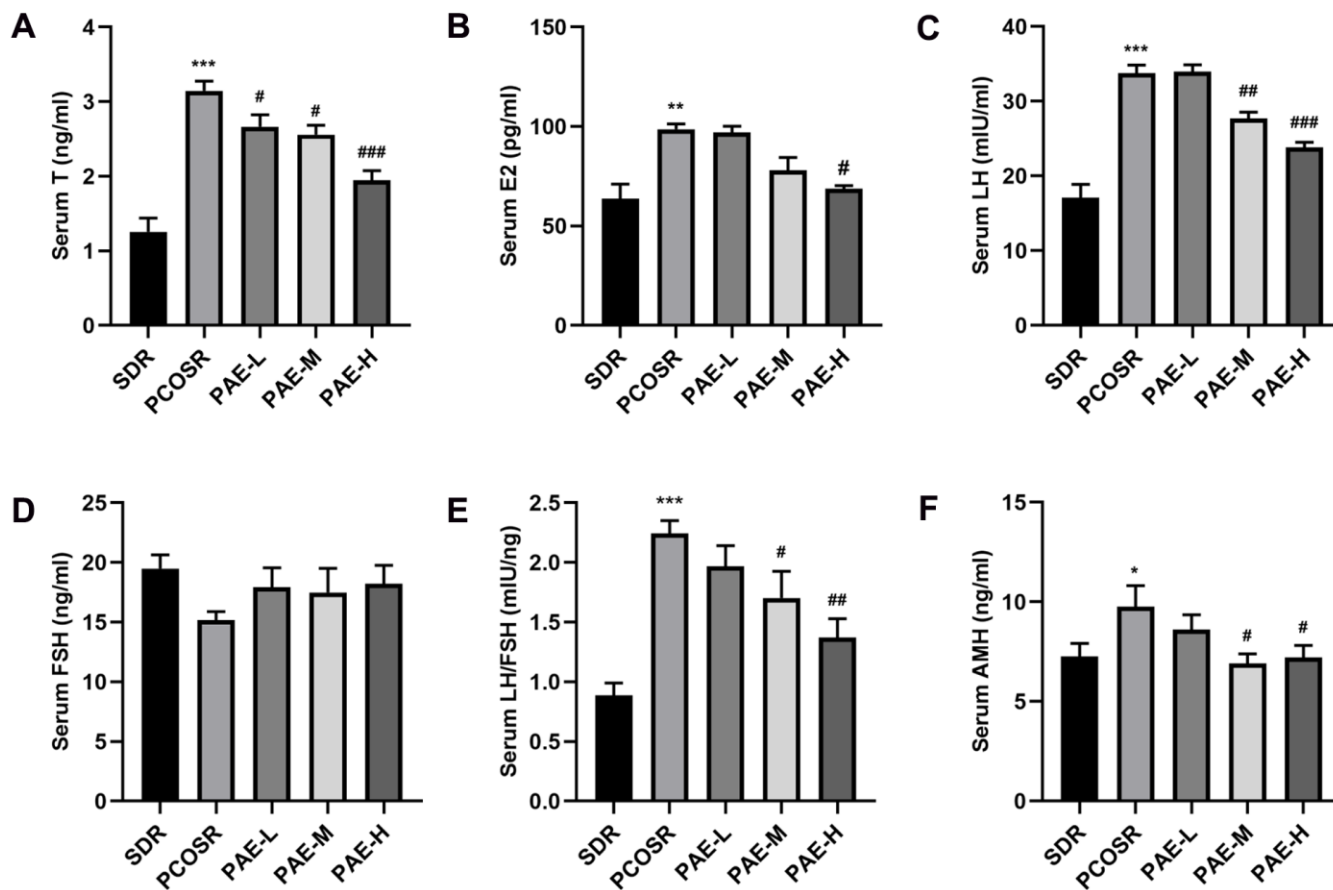 A
Serum T (ng/ml)
4
3
2
1
0
***
#
#
###
SDR
PCOSR
PAE-L
PAE-M
PAE-H
B
Serum E2 (pg/ml)
150
100
50
0
**
#
SDR
PCOSR
PAE-L
PAE-M
PAE-H
C
Serum LH (mIU/ml)
40
30
20
10
0
***
##
###
SDR
PCOSR
PAE-L
PAE-M
PAE-H
D
Serum FSH (ng/ml)
25
20
15
10
5
0
SDR
PCOSR
PAE-L
PAE-M
PAE-H
E
Serum LH/FSH (mIU/ng)
2.5
2.0
1.5
1.0
0.5
0.0
***
#
##
SDR
PCOSR
PAE-L
PAE-M
PAE-H
F
Serum AMH (ng/ml)
15
10
5
0
*
#
#
SDR
PCOSR
PAE-L
PAE-M
PAE-H